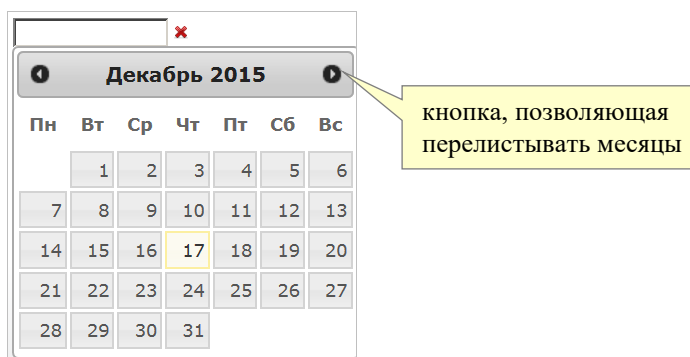 Декабрь 2015
кнопка, позволяющая
перелистывать месяцы
Пн Вт Ср Чт Пт Сб Вс
1 2 3 4 5 6
7 8 9 10 11 12 13
14 15 16 17 18 19 20
21 22 23 24 25 26 27
28 29 30 31